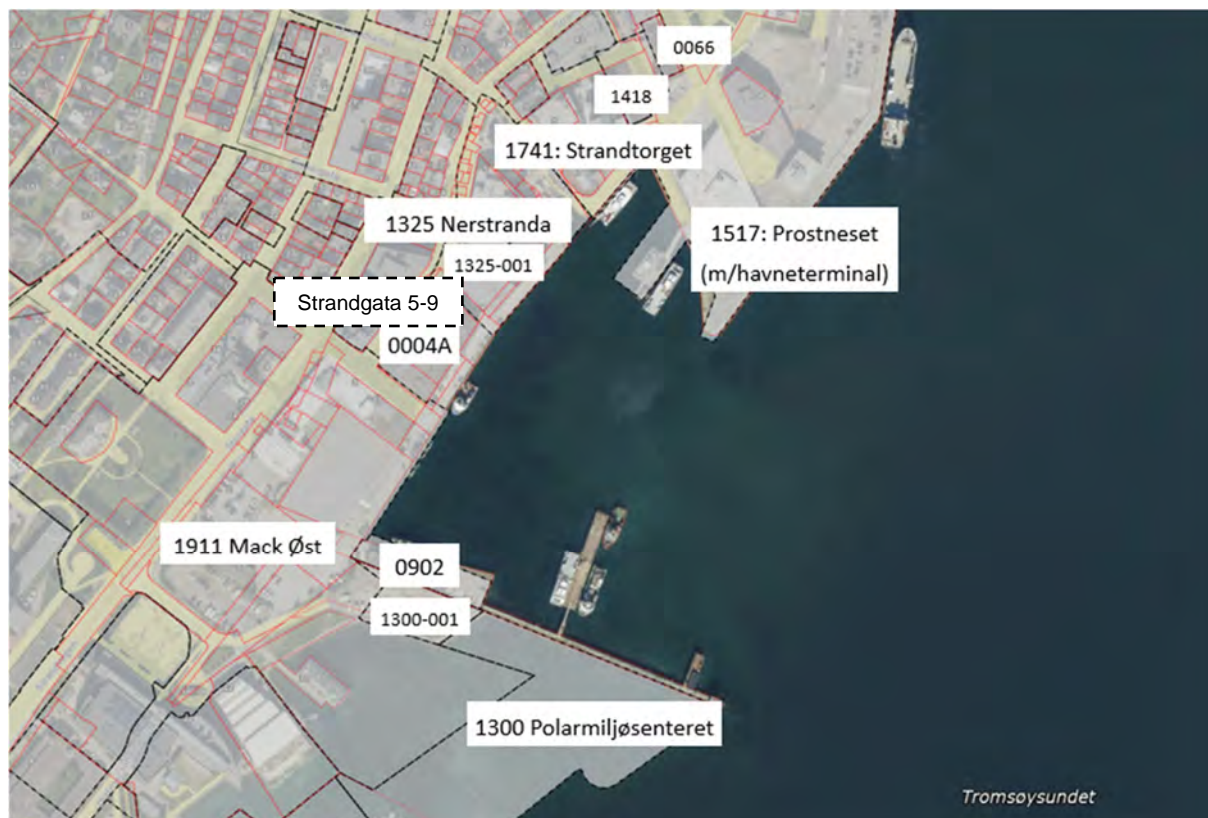 0066
1418
1741: Strandtorget
1325 Nerstranda
1517: Prostneset
(m/havneterminal)
1325-001
Strandgata 5-9
0004A
1911 Mack Øst
0902
1300-001
1300 Polarmiljøsenteret
Tromsøysundet